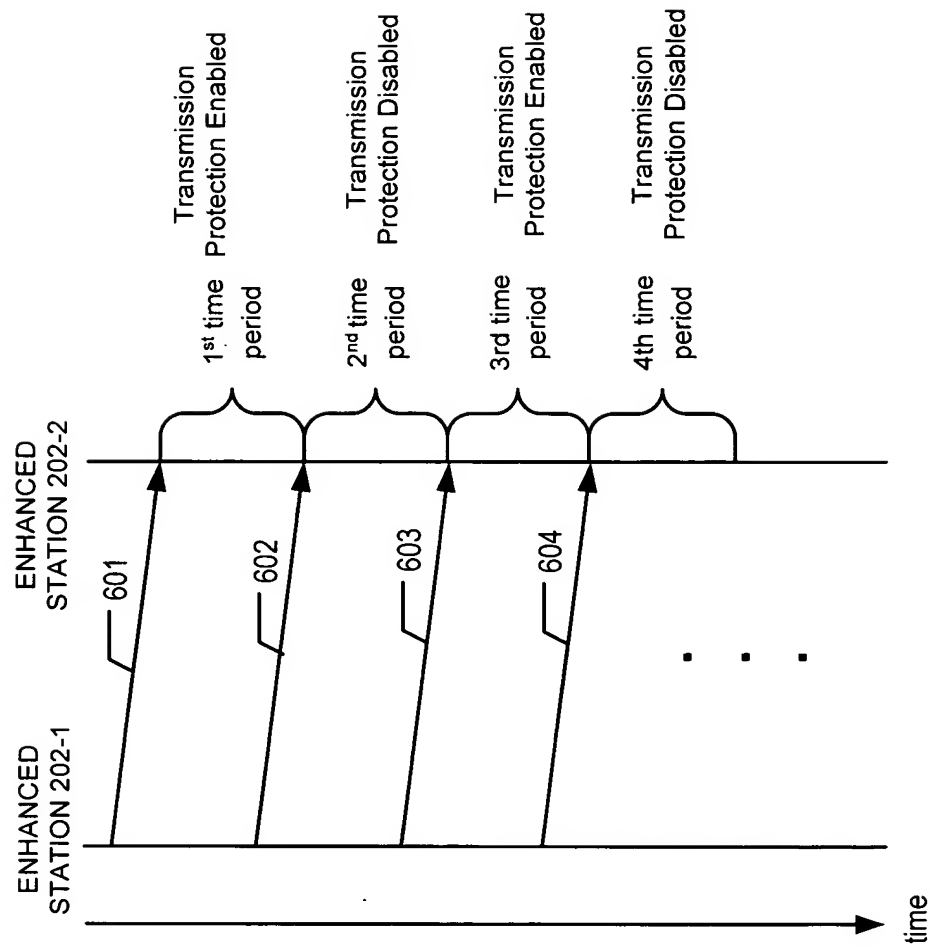 ENHANCED
STATION 202-1
ENHANCED
STATION 202-2
601
602
603
604
1st time
period
Transmission
Protection Enabled
2nd time
period
Transmission
Protection Disabled
3rd time
period
Transmission
Protection Enabled
4th time
period
Transmission
Protection Disabled
time